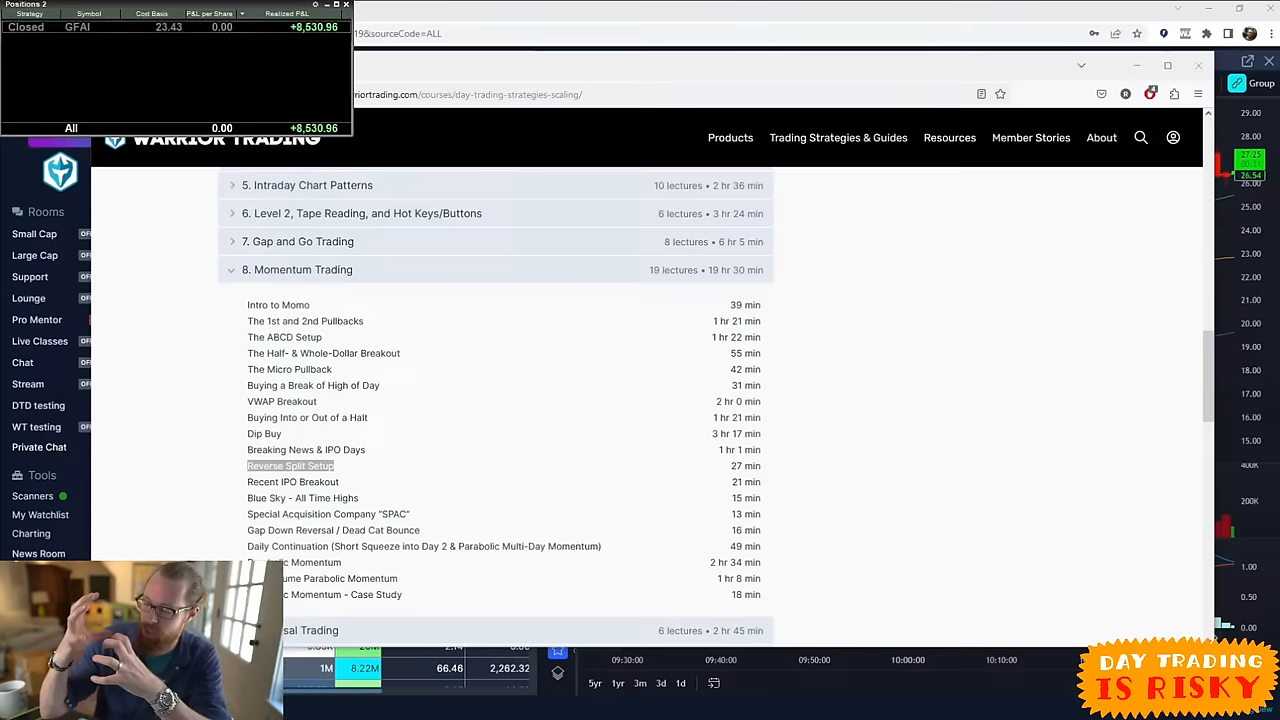 Positions 2
Strategy Symbol Cost Basis P&L per Share Realized P&L
Closed GFAI 23.43 0.00 +8,530.96
All 0.00 +8,530.96
19&sourceCode=ALL
rriortrading.com/courses/day-trading-strategies-scaling/
WARRIOR TRADING
Products Trading Strategies & Guides Resources Member Stories About
Group
Rooms
Small Cap
Large Cap
Support
Lounge
Pro Mentor
Live Classes
Chat
Stream
DTD testing
WT testing
Private Chat
Tools
Scanners
My Watchlist
Charting
News Room
5. Intraday Chart Patterns 10 lectures • 2 hr 36 min
6. Level 2, Tape Reading, and Hot Keys/Buttons 6 lectures • 3 hr 24 min
7. Gap and Go Trading 8 lectures • 6 hr 5 min
8. Momentum Trading 19 lectures • 19 hr 30 min
Intro to Momo 39 min
The 1st and 2nd Pullbacks 1 hr 21 min
The ABCD Setup 1 hr 22 min
The Half- & Whole-Dollar Breakout 55 min
The Micro Pullback 42 min
Buying a Break of High of Day 31 min
VWAP Breakout 2 hr 0 min
Buying Into or Out of a Halt 1 hr 21 min
Dip Buy 3 hr 17 min
Breaking News & IPO Days 1 hr 1 min
Reverse Split Setup 27 min
Recent IPO Breakout 21 min
Blue Sky - All Time Highs 15 min
Special Acquisition Company "SPAC" 13 min
Gap Down Reversal / Dead Cat Bounce 16 min
Daily Continuation (Short Squeeze into Day 2 & Parabolic Multi-Day Momentum) 49 min
Momentum 2 hr 34 min
ume Parabolic Momentum 1 hr 8 min
Momentum - Case Study 18 min
sal Trading 6 lectures • 2 hr 45 min
29.00
27.25
26.54
26.00
25.00
24.00
23.00
22.00
21.00
20.00
19.00
18.00
17.00
16.00
15.00
400K
200K
1.00
0.50
0.00
1M 8.22M 66.46 2,262.32
09:30:00 09:40:00 09:50:00 10:00:00 10:10:00
5yr 1yr 3m 3d 1d
DAY TRADING
IS RISKY